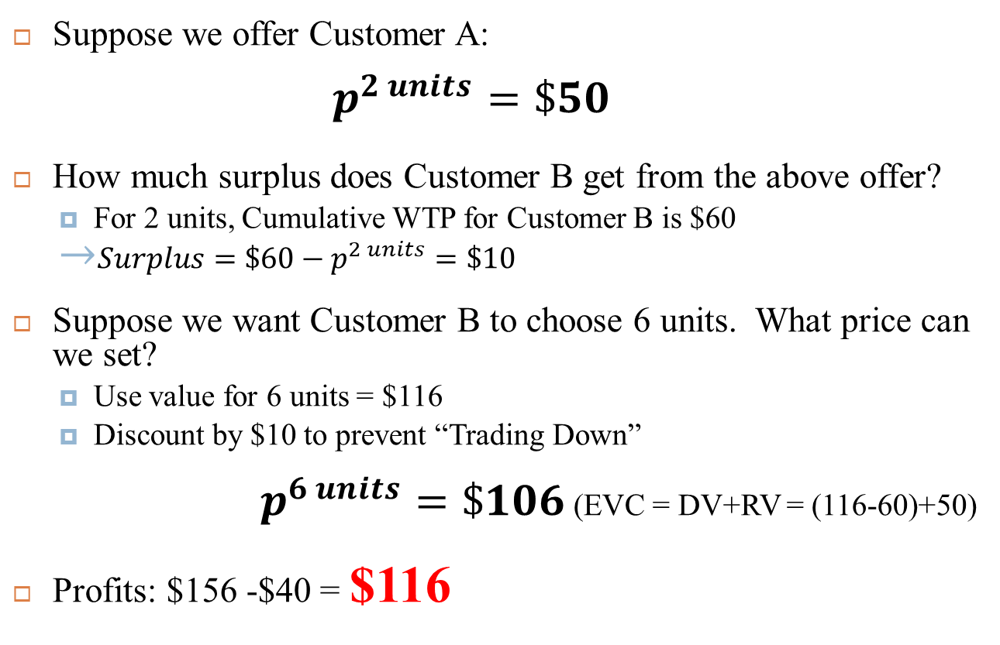 Suppose we offer Customer A:
p^2 units = $50
How much surplus does Customer B get from the above offer?
For 2 units, Cumulative WTP for Customer B is $60
→Surplus = $60 − p^2 units = $10
Suppose we want Customer B to choose 6 units. What price can
we set?
Use value for 6 units = $116
Discount by $10 to prevent “Trading Down”
p^6 units = $106 (EVC = DV+RV= (116-60)+50)
Profits: $156 -$40 = $116